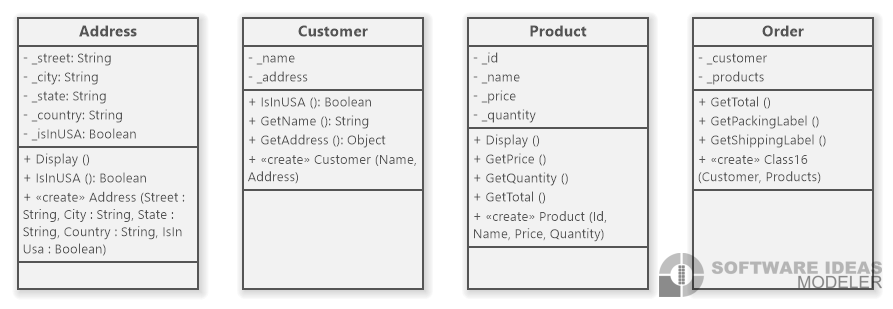 Address
- _street: String
- _city: String
- _state: String
- _country: String
- _isInUSA: Boolean
+ Display ()
+ IsInUSA (): Boolean
+ «create» Address (Street :
String, City : String, State :
String, Country : String, IsIn
Usa : Boolean)
Customer
- _name
- _address
+ IsInUSA (): Boolean
+ GetName (): String
+ GetAddress (): Object
+ «create» Customer (Name,
Address)
Product
- _id
- _name
- _price
- _quantity
+ Display ()
+ GetPrice ()
+ GetQuantity ()
+ GetTotal ()
+ «create» Product (Id,
Name, Price, Quantity)
Order
- _customer
- _products
+ GetTotal ()
+ GetPackingLabel ()
+ GetShippingLabel ()
+ «create» Class16
(Customer, Products)
SOFTWARE IDEAS
MODELER